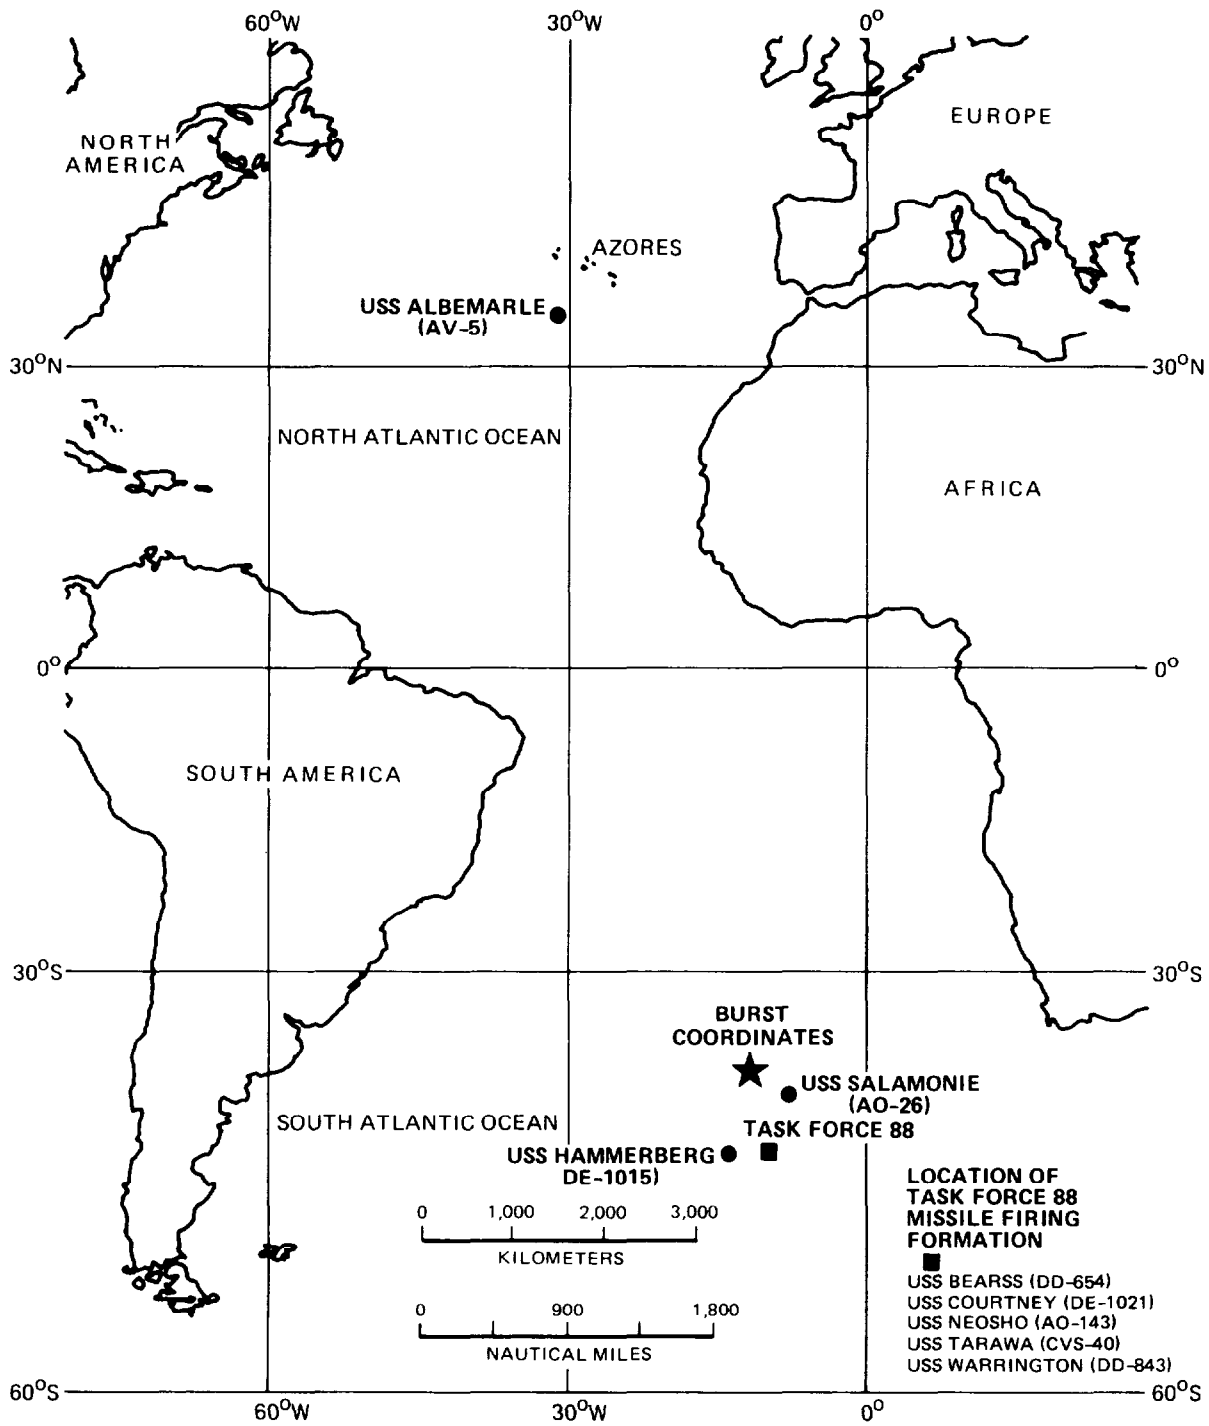 60°W 30°W 0°
EUROPE
NORTH
AMERICA
AZORES
USS ALBEMARLE
(AV-5)
30°N 30°N
NORTH ATLANTIC OCEAN
AFRICA
0° 0°
SOUTH AMERICA
30°S 30°S
BURST
COORDINATES
USS SALAMONIE
(AO-26)
SOUTH ATLANTIC OCEAN
TASK FORCE 88
USS HAMMERBERG
DE-1015)
LOCATION OF
TASK FORCE 88
MISSILE FIRING
FORMATION
0 1,000 2,000 3,000
KILOMETERS
USS BEARSS (DD-654)
USS COURTNEY (DE-1021)
USS NEOSHO (AO-143)
USS TARAWA (CVS-40)
USS WARRINGTON (DD-843)
0 900 1,800
NAUTICAL MILES
60°S 60°S
60°W 30°W 0°